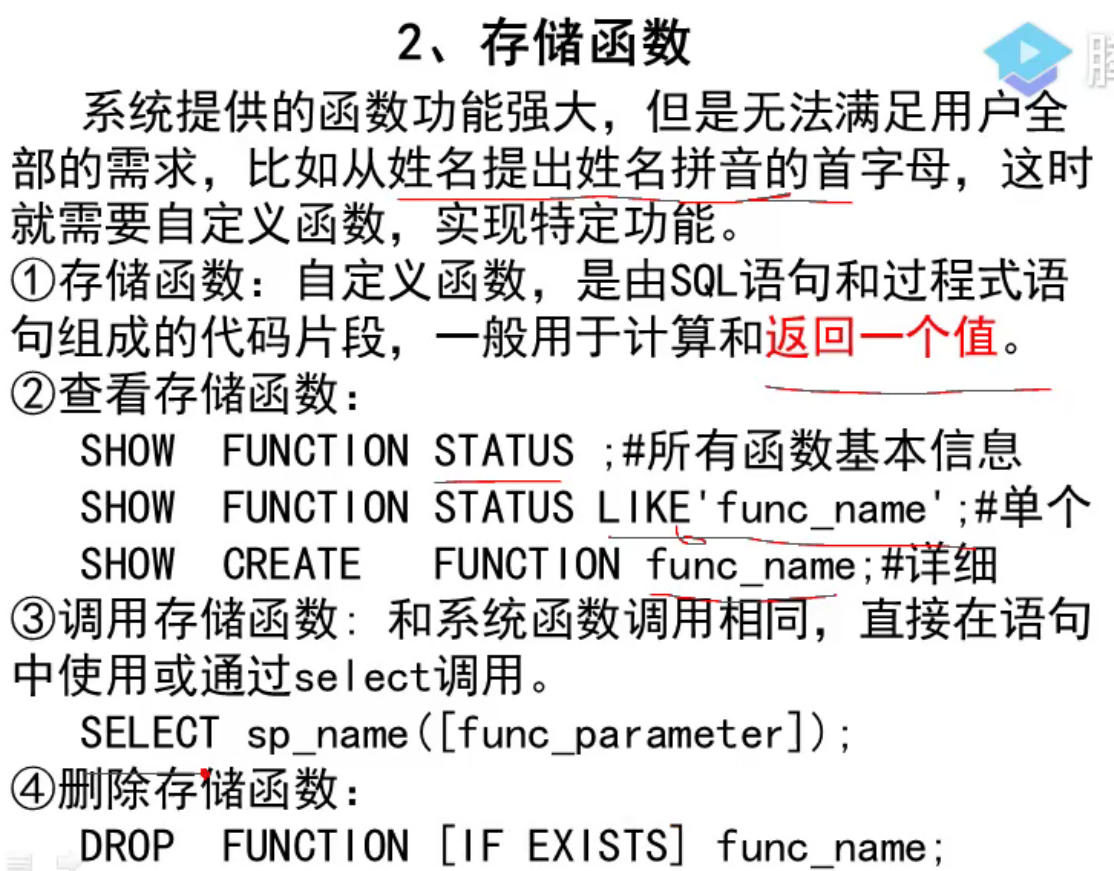 2、存储函数
系统提供的函数功能强大，但是无法满足用户全
部的需求，比如从姓名提出姓名拼音的首字母，这时
就需要自定义函数，实现特定功能。
①存储函数：自定义函数，是由SQL语句和过程式语
句组成的代码片段，一般用于计算和返回一个值。
②查看存储函数：
SHOW FUNCTION STATUS ;#所有函数基本信息
SHOW FUNCTION STATUS LIKE'func_name';#单个
SHOW CREATE FUNCTION func_name;#详细
③调用存储函数：和系统函数调用相同，直接在语句
中使用或通过select调用。
SELECT sp_name([func_parameter]);
④删除存储函数：
DROP FUNCTION [IF EXISTS] func_name;